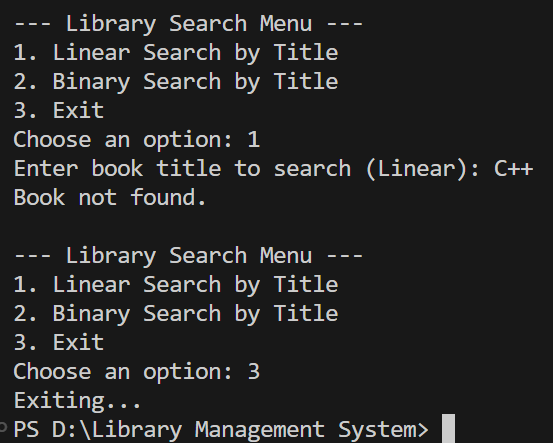 --- Library Search Menu ---
1. Linear Search by Title
2. Binary Search by Title
3. Exit
Choose an option: 1
Enter book title to search (Linear): C++
Book not found.

--- Library Search Menu ---
1. Linear Search by Title
2. Binary Search by Title
3. Exit
Choose an option: 3
Exiting...
PS D:\Library Management System>